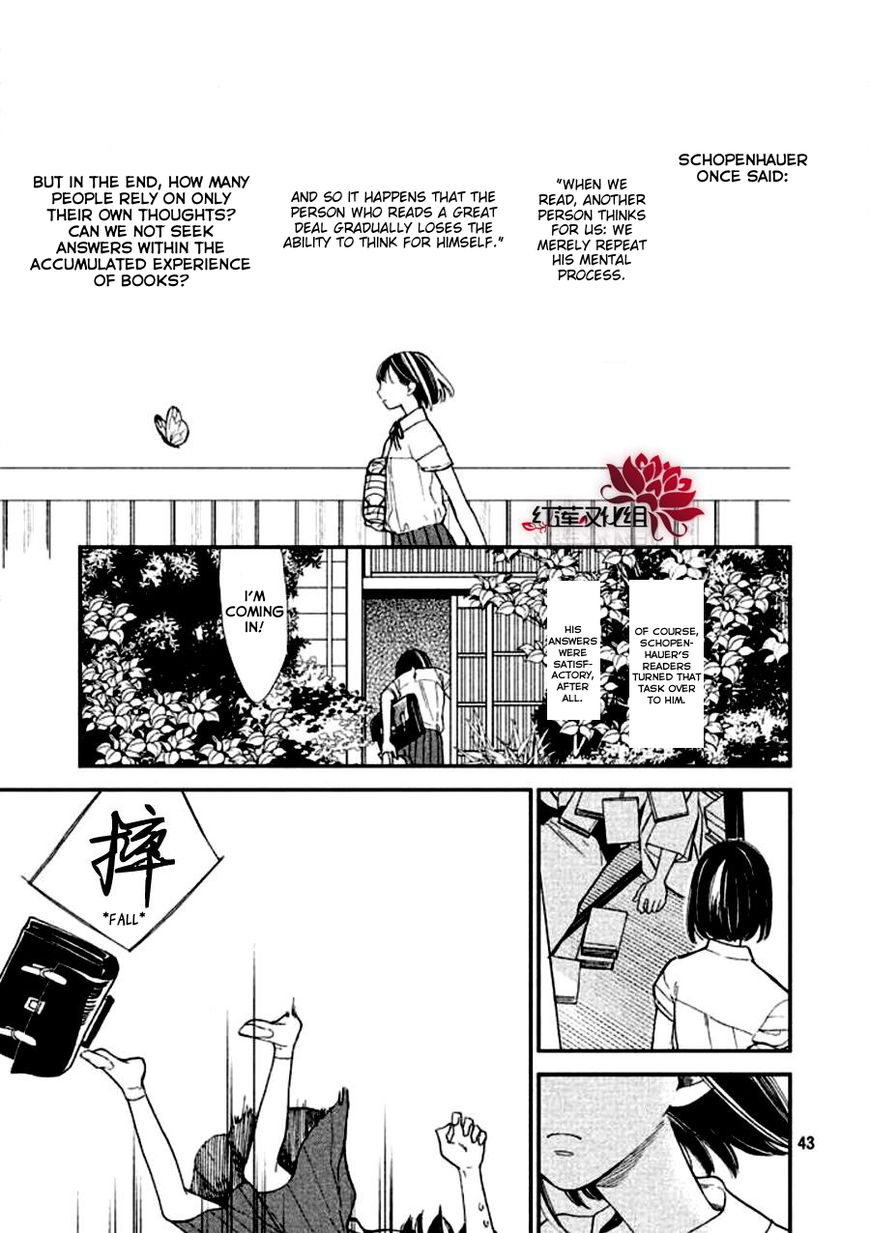 SCHOPENHAUER
ONCE SAID:
"WHEN WE
READ, ANOTHER
PERSON THINKS
FOR US: WE
MERELY REPEAT
HIS MENTAL
PROCESS.
AND SO IT HAPPENS THAT THE
PERSON WHO READS A GREAT
DEAL GRADUALLY LOSES THE
ABILITY TO THINK FOR HIMSELF."
BUT IN THE END, HOW MANY
PEOPLE RELY ON ONLY
THEIR OWN THOUGHTS?
CAN WE NOT SEEK
ANSWERS WITHIN THE
ACCUMULATED EXPERIENCE
OF BOOKS?
红莲汉化组
OF COURSE,
SCHOPEN-
HAUER'S
READERS
TURNED THAT
TASK OVER
TO HIM.
HIS
ANSWERS
WERE
SATISF-
ACTORY,
AFTER
ALL.
I'M
COMING
IN!
摔
*FALL*
43